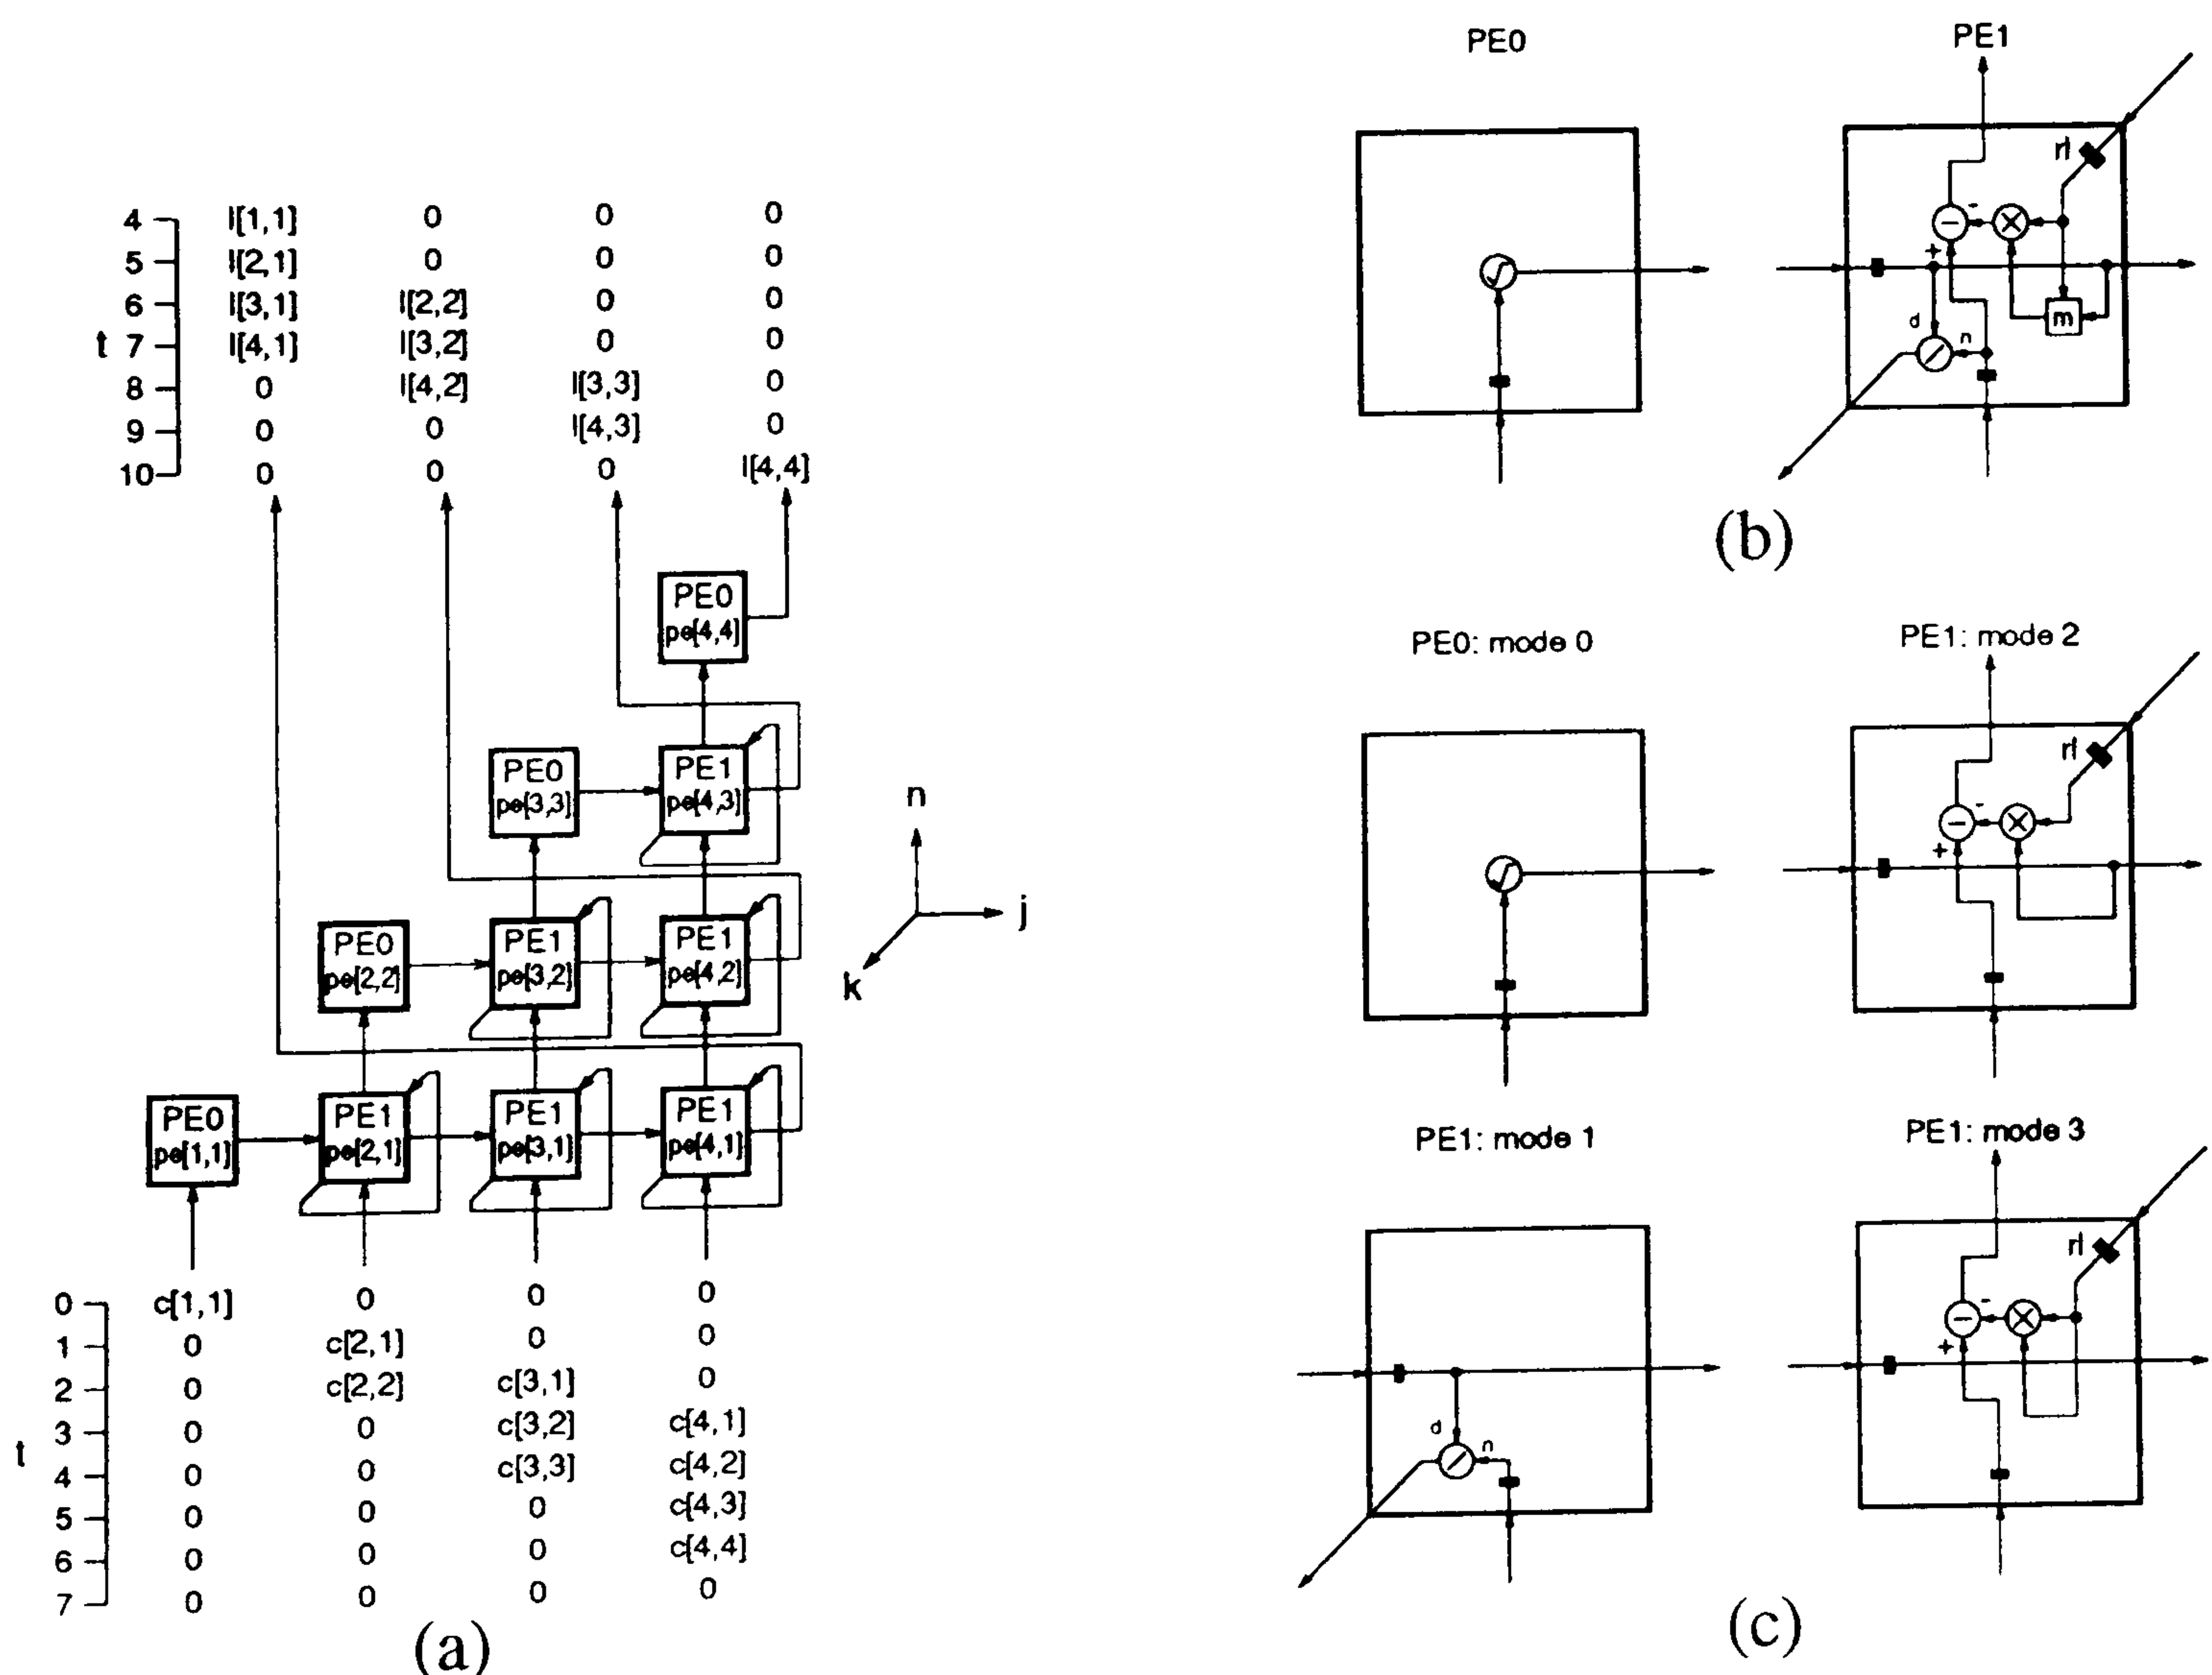 4 l[1,1] 0 0 0
5 l[2,1] 0 0 0
6 l[3,1] l[2,2] 0 0
t 7 l[4,1] l[3,2] 0 0
8 0 l[4,2] l[3,3] 0
9 0 0 l[4,3] 0
10 0 0 0 l[4,4]
PE0
pe[4,4]
PE0
pe[3,3]
PE1
pe[4,3]
PE0
pe[2,2]
PE1
pe[3,2]
PE1
pe[4,2]
PE0
pe[1,1]
PE1
pe[2,1]
PE1
pe[3,1]
PE1
pe[4,1]
n
j
k
0 c[1,1] 0 0 0
1 0 c[2,1] 0 0
2 0 c[2,2] c[3,1] 0
3 0 0 c[3,2] c[4,1]
t
4 0 0 c[3,3] c[4,2]
5 0 0 0 c[4,3]
6 0 0 0 c[4,4]
7 0 0 0 0
(a)
PE0
PE1
rl
-
−
×
+
d
n
m
(b)
PE0: mode 0
PE1: mode 2
rl
-
−
×
+
PE1: mode 1
d
n
PE1: mode 3
rl
-
−
×
+
(c)